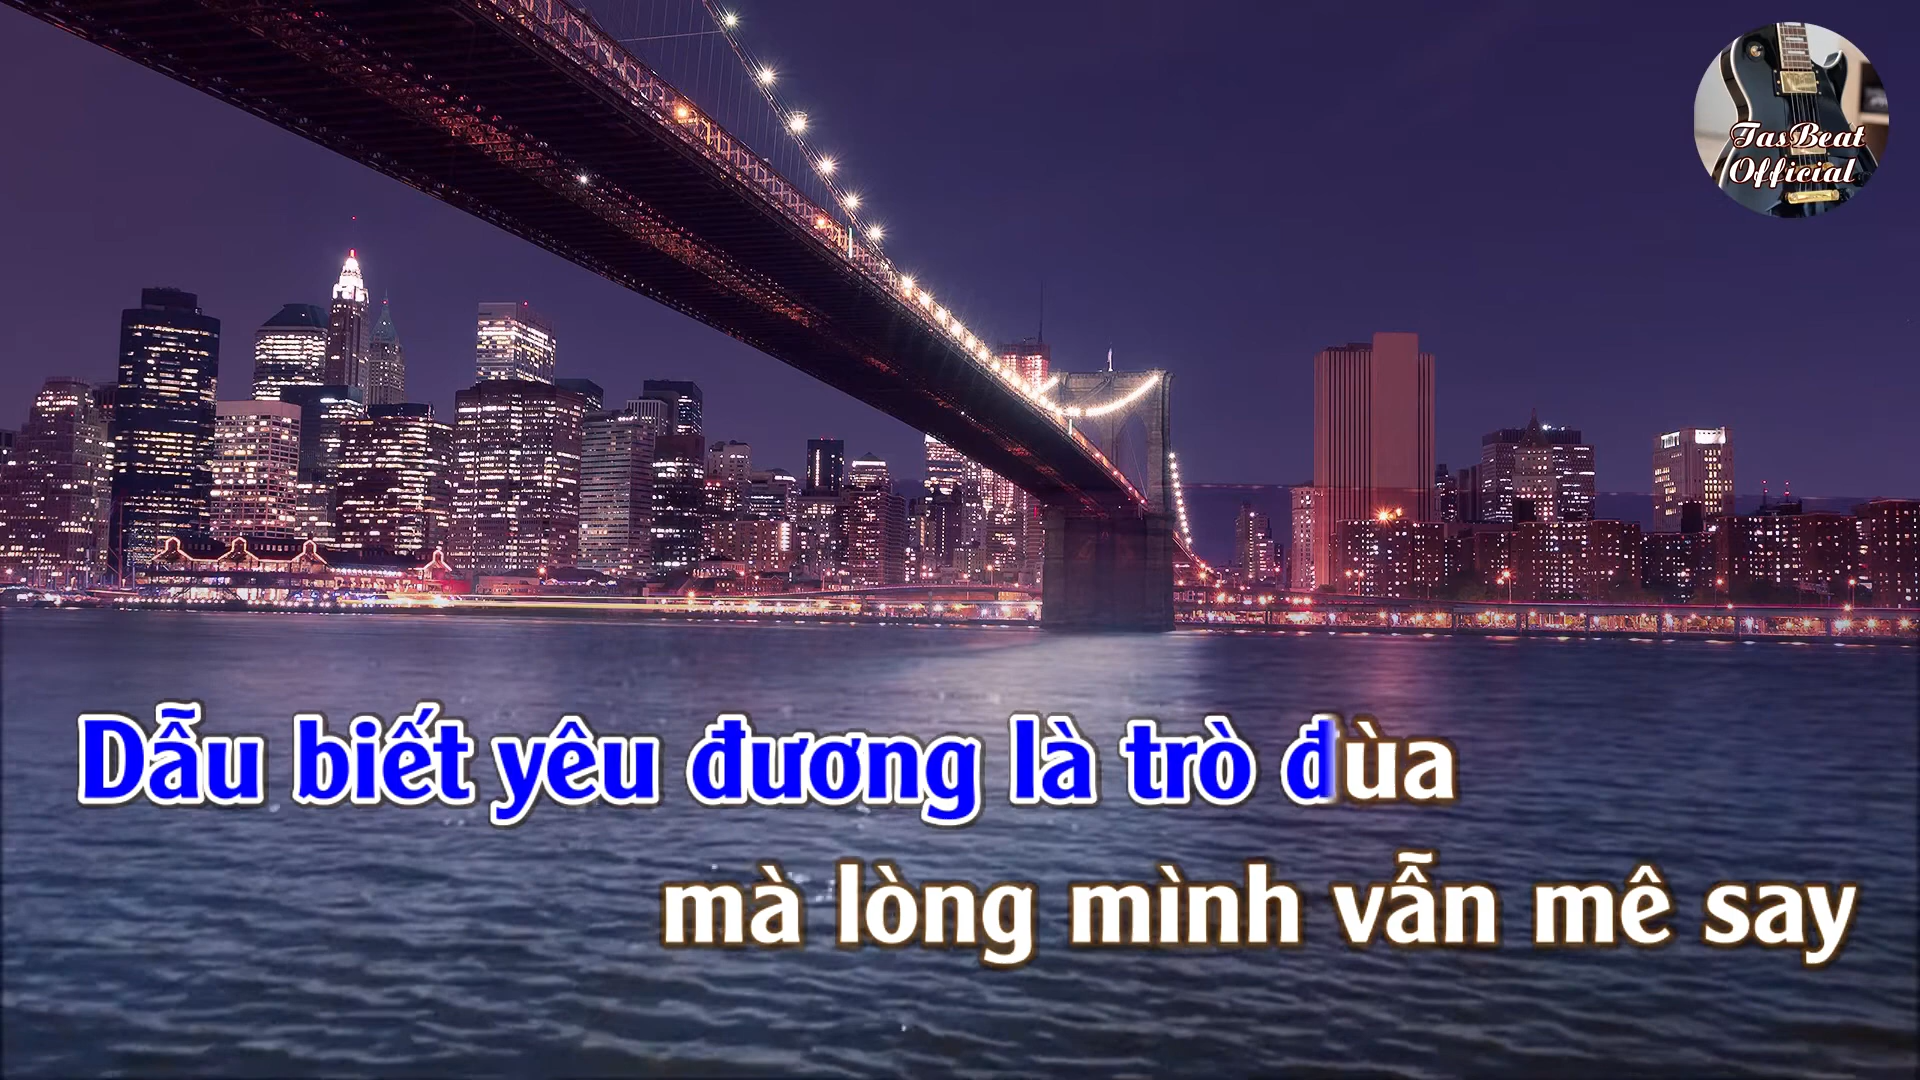 TasBeat
Official
Dẫu biết yêu đương là trò đùa
mà lòng mình vẫn mê say